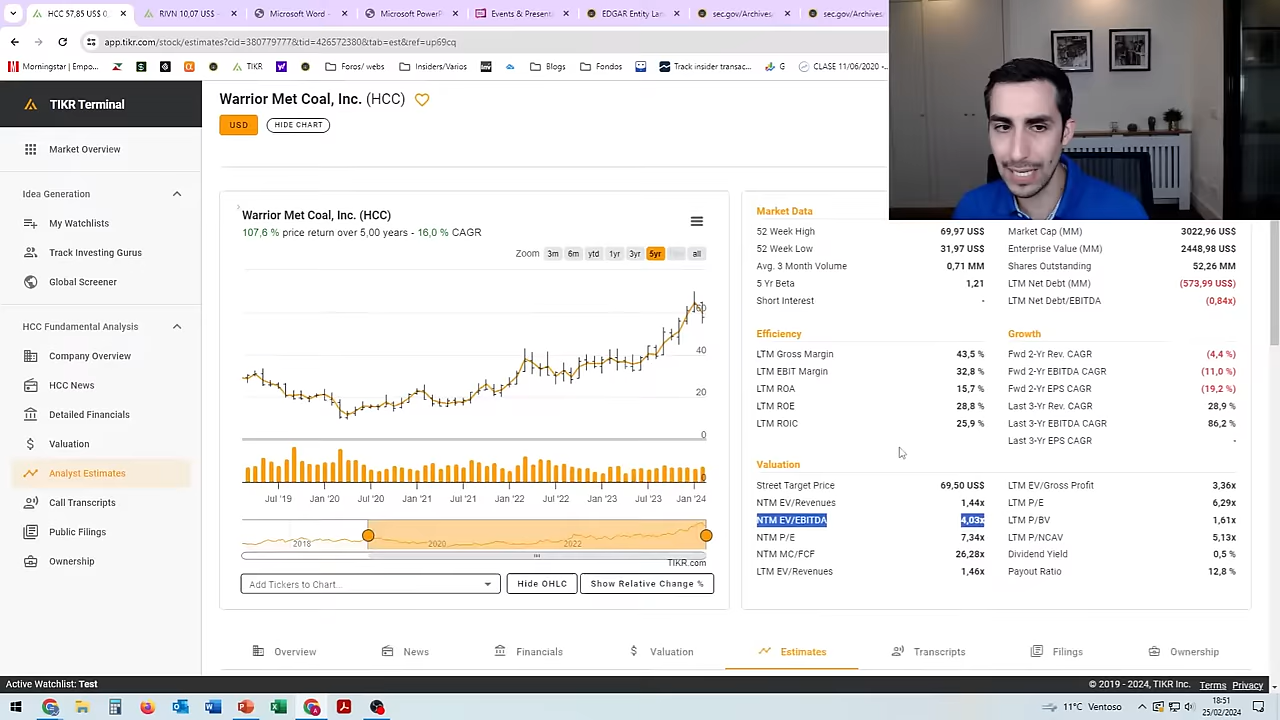 HCC 57,85 US$ 0,
RIVN 10.07 US$
Microsoft Word -
Microsoft PowerP
Events & Presenta
EDGAR Entity Lan
sec.gov/Archives
sec.gov/Archives
app.tikr.com/stock/estimates?cid=380779777&tid=426572380&tab=est&ref=up69cq
Morningstar | Empo...
TIKR
Foros/webs
Insiders/Varios
Blogs
Fondos
Track insider transac...
G
CLASE 11/06/2020 -...
TIKR Terminal
Market Overview
Idea Generation
My Watchlists
Track Investing Gurus
Global Screener
HCC Fundamental Analysis
Company Overview
HCC News
Detailed Financials
Valuation
Analyst Estimates
Call Transcripts
Public Filings
Ownership
Warrior Met Coal, Inc. (HCC)
USD
HIDE CHART
Warrior Met Coal, Inc. (HCC)
107,6 % price return over 5,00 years - 16,0 % CAGR
Zoom 3m 6m ytd 1yr 3yr 5yr all
60
40
20
0
0
Jul '19 Jan '20 Jul '20 Jan '21 Jul '21 Jan '22 Jul '22 Jan '23 Jul '23 Jan '24
2018 2020 2022
TIKR.com
Add Tickers to Chart...
Hide OHLC
Show Relative Change %
Market Data
52 Week High 69,97 US$
52 Week Low 31,97 US$
Avg. 3 Month Volume 0,71 MM
5 Yr Beta 1,21
Short Interest -
Market Cap (MM) 3022,96 US$
Enterprise Value (MM) 2448,98 US$
Shares Outstanding 52,26 MM
LTM Net Debt (MM) (573,99 US$)
LTM Net Debt/EBITDA (0,84x)
Efficiency
LTM Gross Margin 43,5 %
LTM EBIT Margin 32,8 %
LTM ROA 15,7 %
LTM ROE 28,8 %
LTM ROIC 25,9 %
Growth
Fwd 2-Yr Rev. CAGR (4,4 %)
Fwd 2-Yr EBITDA CAGR (11,0 %)
Fwd 2-Yr EPS CAGR (19,2 %)
Last 3-Yr Rev. CAGR 28,9 %
Last 3-Yr EBITDA CAGR 86,2 %
Last 3-Yr EPS CAGR -
Valuation
Street Target Price 69,50 US$
NTM EV/Revenues 1,44x
NTM EV/EBITDA 4,03x
NTM P/E 7,34x
NTM MC/FCF 26,28x
LTM EV/Revenues 1,46x
LTM EV/Gross Profit 3,36x
LTM P/E 6,29x
LTM P/BV 1,61x
LTM P/NCAV 5,13x
Dividend Yield 0,5 %
Payout Ratio 12,8 %
Overview
News
Financials
Valuation
Estimates
Transcripts
Filings
Ownership
Active Watchlist: Test
© 2019 - 2024, TIKR Inc. Terms Privacy
11°C Ventoso
18:51
25/02/2024